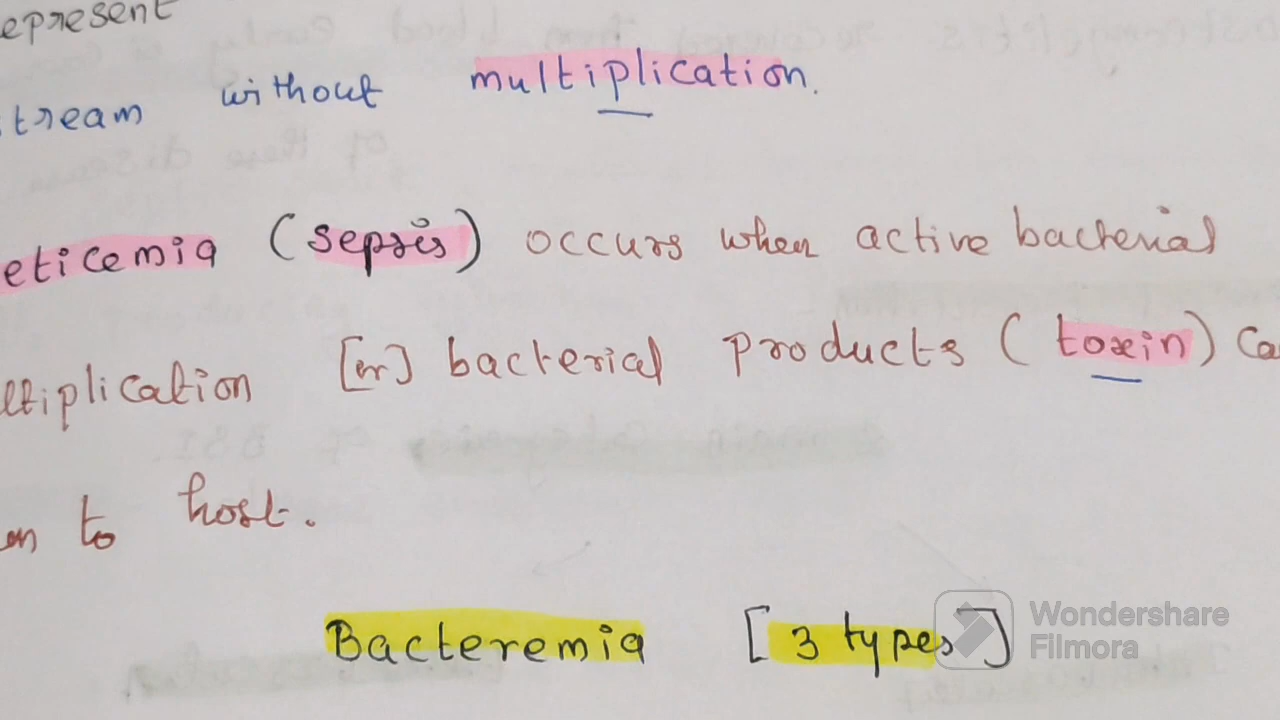 epresent
tream without multiplication.
eticemia (sepsis) occurs when active bacterial
ltiplication [or] bacterial products (toxin) Ca
on to host.
Bacteremia [3 types]
Wondershare
Filmora